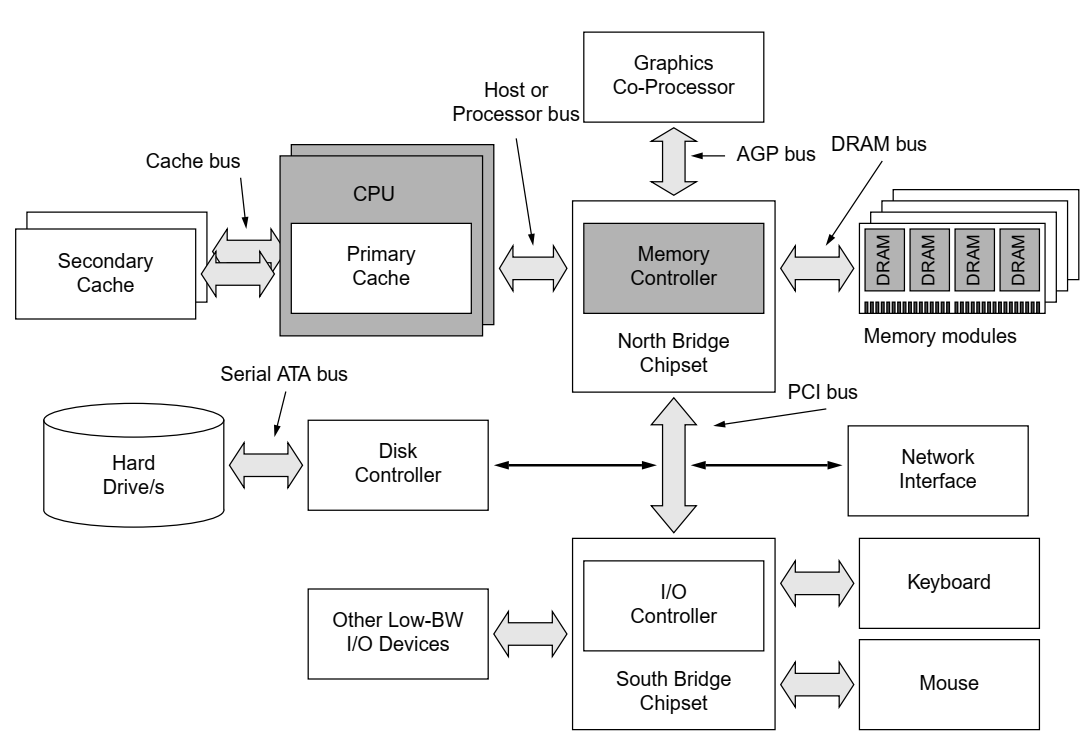 Graphics
Co-Processor
Host or
Processor bus
AGP bus
DRAM bus
Cache bus
CPU
Secondary
Cache
Primary
Cache
Memory
Controller
DRAM
DRAM
DRAM
DRAM
North Bridge
Chipset
Memory modules
Serial ATA bus
PCI bus
Hard
Drive/s
Disk
Controller
Network
Interface
Other Low-BW
I/O Devices
I/O
Controller
Keyboard
South Bridge
Chipset
Mouse